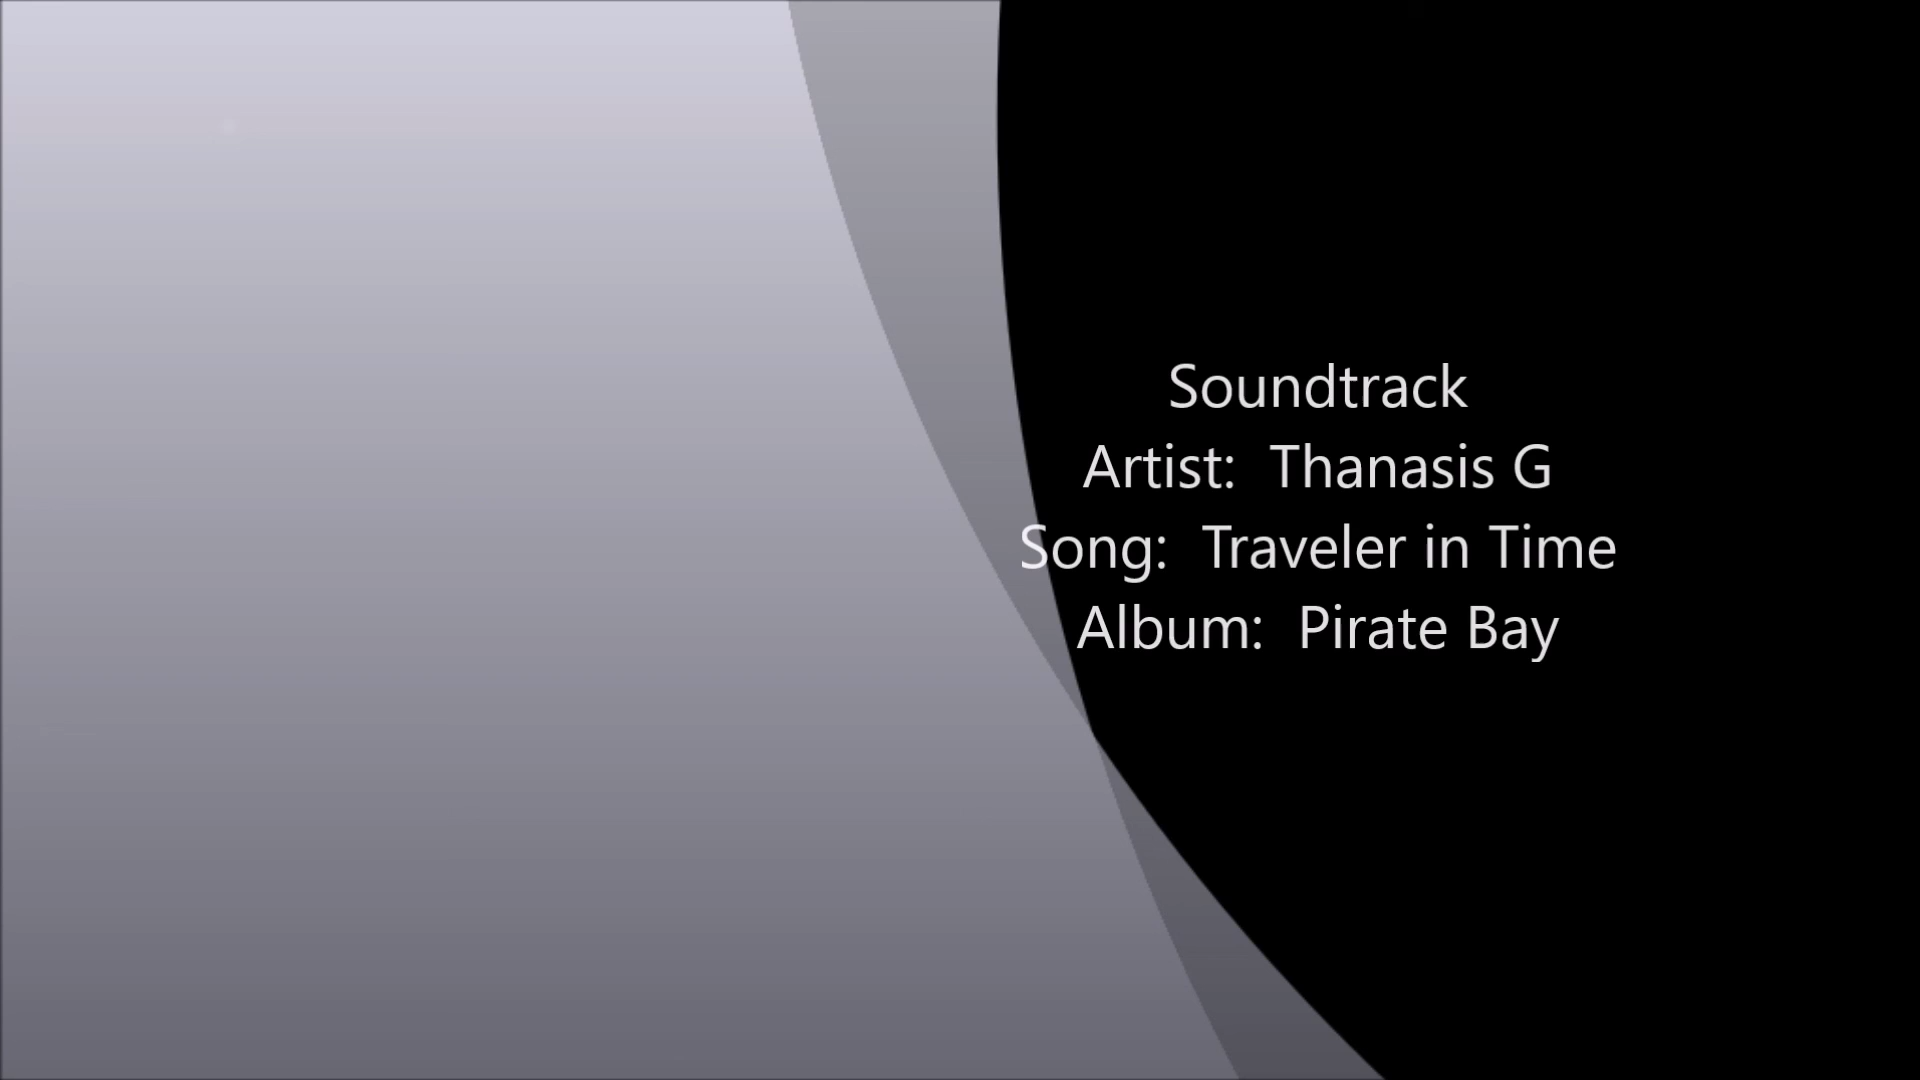 Soundtrack
Artist:  Thanasis G
Song:  Traveler in Time
Album:  Pirate Bay